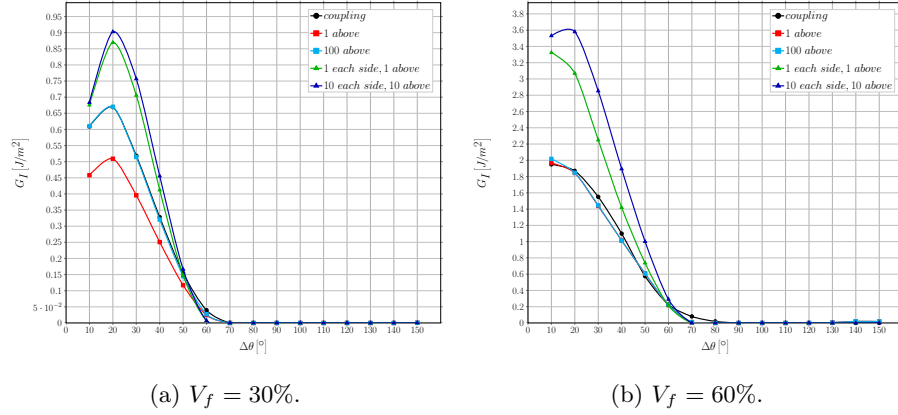 coupling
1 above
100 above
1 each side, 1 above
10 each side, 10 above
0.95
0.9
0.85
0.8
0.75
0.7
0.65
0.6
0.55
0.5
0.45
0.4
0.35
0.3
0.25
0.2
0.15
0.1
5 · 10⁻²
0
G_I [J/m²]
0 10 20 30 40 50 60 70 80 90 100 110 120 130 140 150
Δθ [°]
(a) V_f = 30%.
coupling
1 above
100 above
1 each side, 1 above
10 each side, 10 above
3.8
3.6
3.4
3.2
3
2.8
2.6
2.4
2.2
2
1.8
1.6
1.4
1.2
1
0.8
0.6
0.4
0.2
0
G_I [J/m²]
0 10 20 30 40 50 60 70 80 90 100 110 120 130 140 150
Δθ [°]
(b) V_f = 60%.